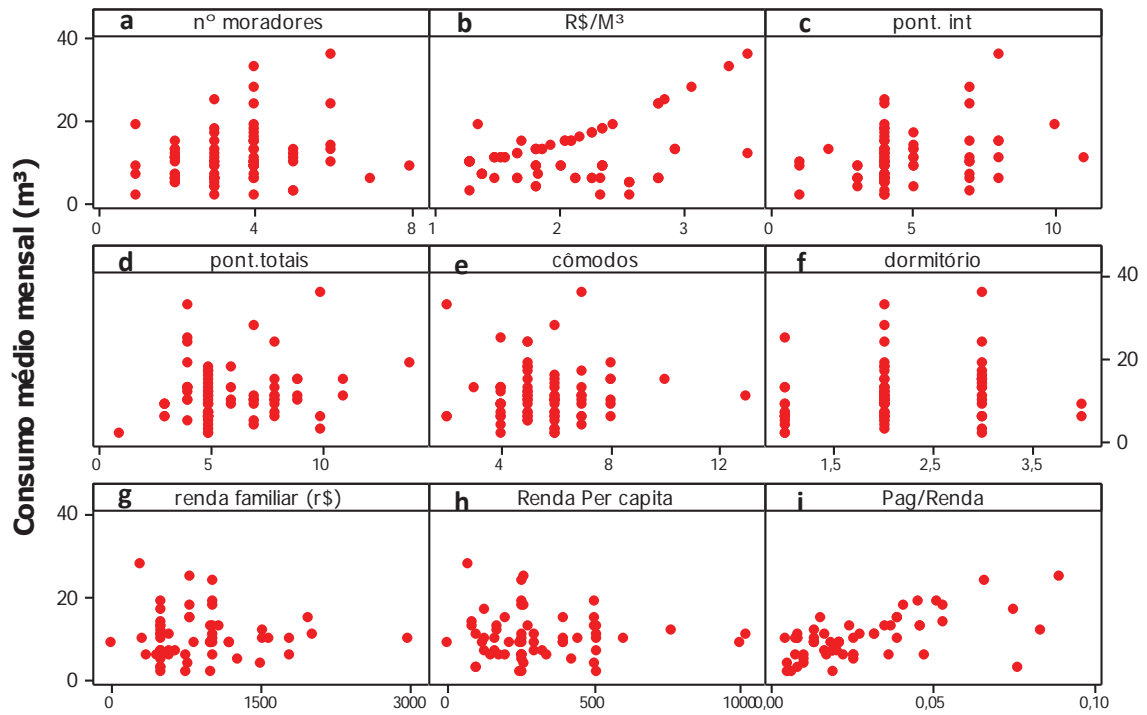 a nº moradores
b R$/M³
c pont. int
40
20
0
0 4 8
1 2 3
0 5 10
d pont.totais
e cômodos
f dormitório
40
20
0
0 5 10
4 8 12
1,5 2,5 3,5
g renda familiar (r$)
h Renda Per capita
i Pag/Renda
40
20
0
0 1500 3000
0 500 1000
0,00 0,05 0,10
Consumo médio mensal (m³)